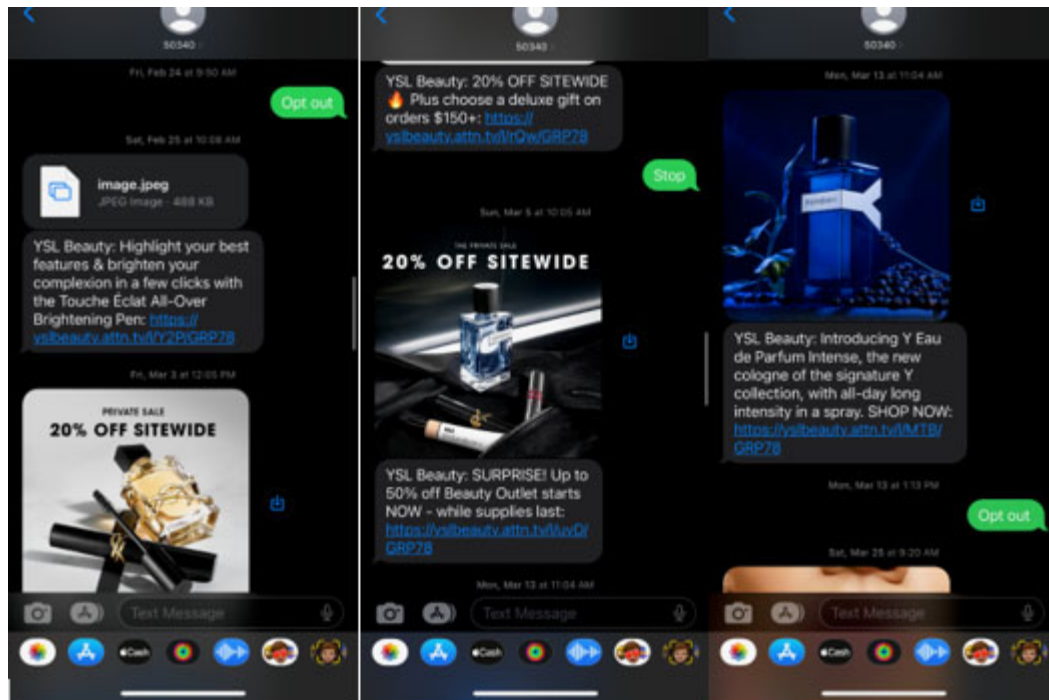 50340
Fri, Feb 24 at 9:50 AM
Opt out
Sat, Feb 25 at 10:08 AM
image.jpeg
JPEG Image · 488 KB
YSL Beauty: Highlight your best
features & brighten your
complexion in a few clicks with
the Touche Éclat All-Over
Brightening Pen: https://
yslbeauty.attn.tv/l/Y2P/GRP78
Fri, Mar 3 at 12:05 PM
PRIVATE SALE
20% OFF SITEWIDE
Text Message
Cash
50340
YSL Beauty: 20% OFF SITEWIDE
🔥 Plus choose a deluxe gift on
orders $150+: https://
yslbeauty.attn.tv/l/rQw/GRP78
Stop
Sun, Mar 5 at 10:05 AM
THE PRIVATE SALE
20% OFF SITEWIDE
YSL Beauty: SURPRISE! Up to
50% off Beauty Outlet starts
NOW - while supplies last:
https://yslbeauty.attn.tv/l/uyD/
GRP78
Mon, Mar 13 at 11:04 AM
Text Message
Cash
50340
Mon, Mar 13 at 11:04 AM
YSL Beauty: Introducing Y Eau
de Parfum Intense, the new
cologne of the signature Y
collection, with all-day long
intensity in a spray. SHOP NOW:
https://yslbeauty.attn.tv/l/MTB/
GRP78
Mon, Mar 13 at 1:13 PM
Opt out
Sat, Mar 25 at 9:20 AM
Text Message
Cash